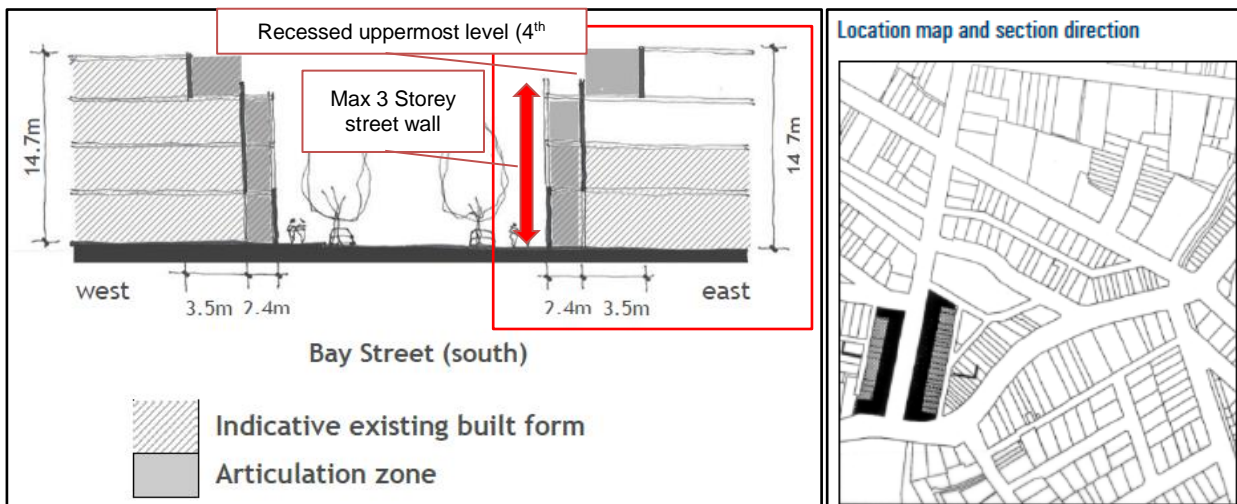 Recessed uppermost level (4th
Location map and section direction
Max 3 Storey
street wall
14.7m
14.7m
west
east
3.5m 2.4m
2.4m 3.5m
Bay Street (south)
Indicative existing built form
Articulation zone